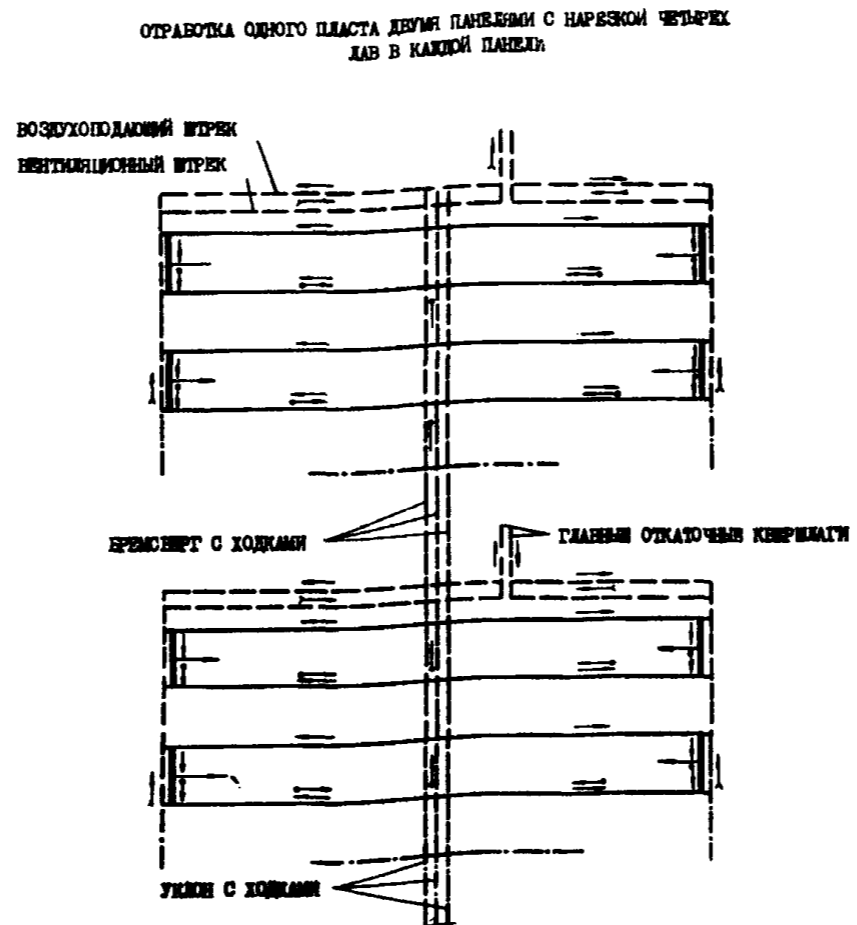 ОТРАБОТКА ОДНОГО ПЛАСТА ДВУМЯ ПАНЕЛЯМИ С НАРЕЗКОЙ ЧЕТЫРЕХ
ЛАВ В КАЖДОЙ ПАНЕЛИ
ВОЗДУХОПОДАЮЩИЙ ШТРЕК
ВЕНТИЛЯЦИОННЫЙ ШТРЕК
БРЕМСБЕРГ С ХОДКАМИ
ГЛАВНЫЕ ОТКАТОЧНЫЕ КВЕРШЛАГИ
УКЛОН С ХОДКАМИ